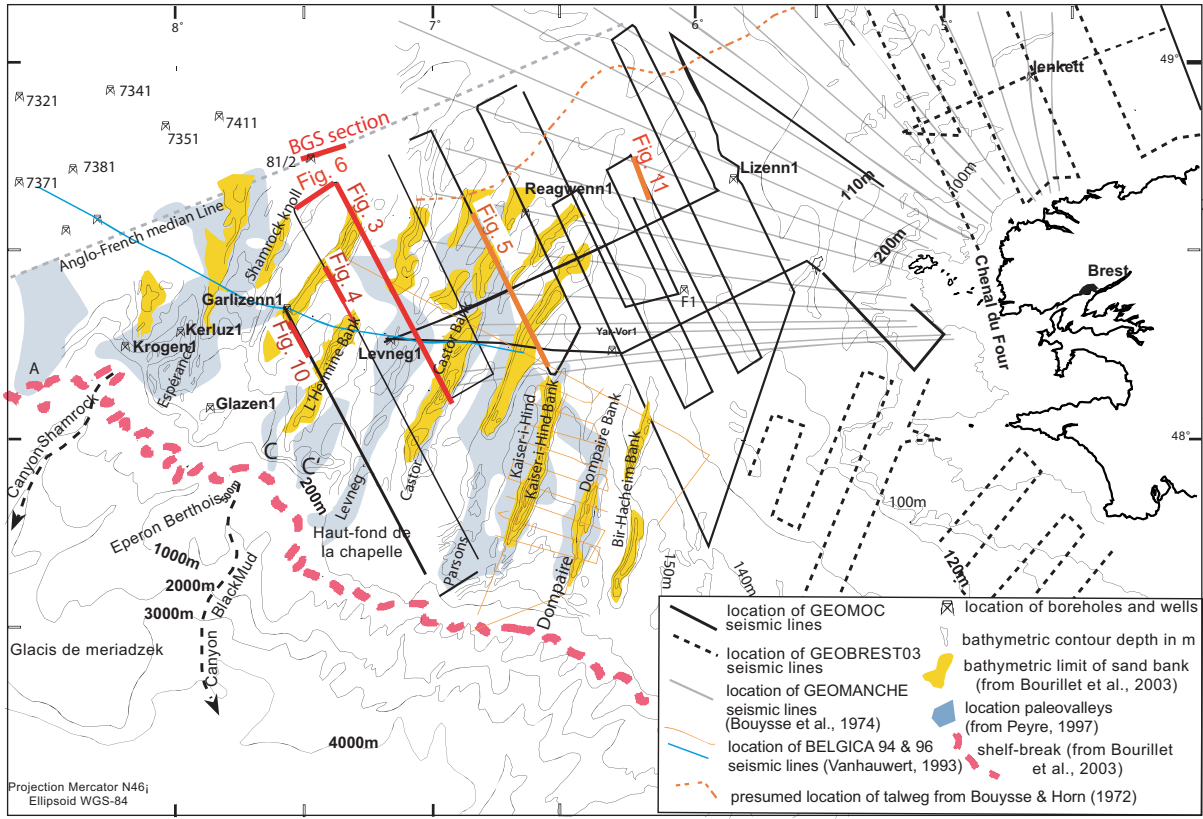 8°
7°
6°
5°
49°
48°
7321
7341
7351
7411
7381
7371
81/2
BGS section
Fig. 6
Fig. 3
Fig. 4
Fig. 5
Fig. 10
Fig. 11
Anglo-French median Line
Shamrock knoll
Jenkett
Lizenn1
Reagwenn1
110m
100m
200m
Chenal du Four
Brest
Garlizenn1
Kerluz1
Krogen1
Levneg1
F1
Yar-Vor1
Glazen1
A
Espérance
L'Hermine Bank
Castor Bank
Castor
Kaiser-i-Hind
Kaiser-i-Hind Bank
Dompaire Bank
Bir-Hacheim Bank
Canyon Shamrock
C
C
200m
500m
Levneg
Eperon Berthois
Haut-fond de
la chapelle
Parsons
Dompaire
1000m
2000m
3000m
4000m
Canyon
BlackMud
Glacis de meriadzek
150m
140m
100m
120m
Projection Mercator N46¡
Ellipsoid WGS-84
location of GEOMOC
seismic lines
location of GEOBREST03
seismic lines
location of GEOMANCHE
seismic lines
(Bouysse et al., 1974)
location of BELGICA 94 & 96
seismic lines (Vanhauwert, 1993)
presumed location of talweg from Bouysse & Horn (1972)
location of boreholes and wells
bathymetric contour depth in m
bathymetric limit of sand bank
(from Bourillet et al., 2003)
location paleovalleys
(from Peyre, 1997)
shelf-break (from Bourillet
et al., 2003)